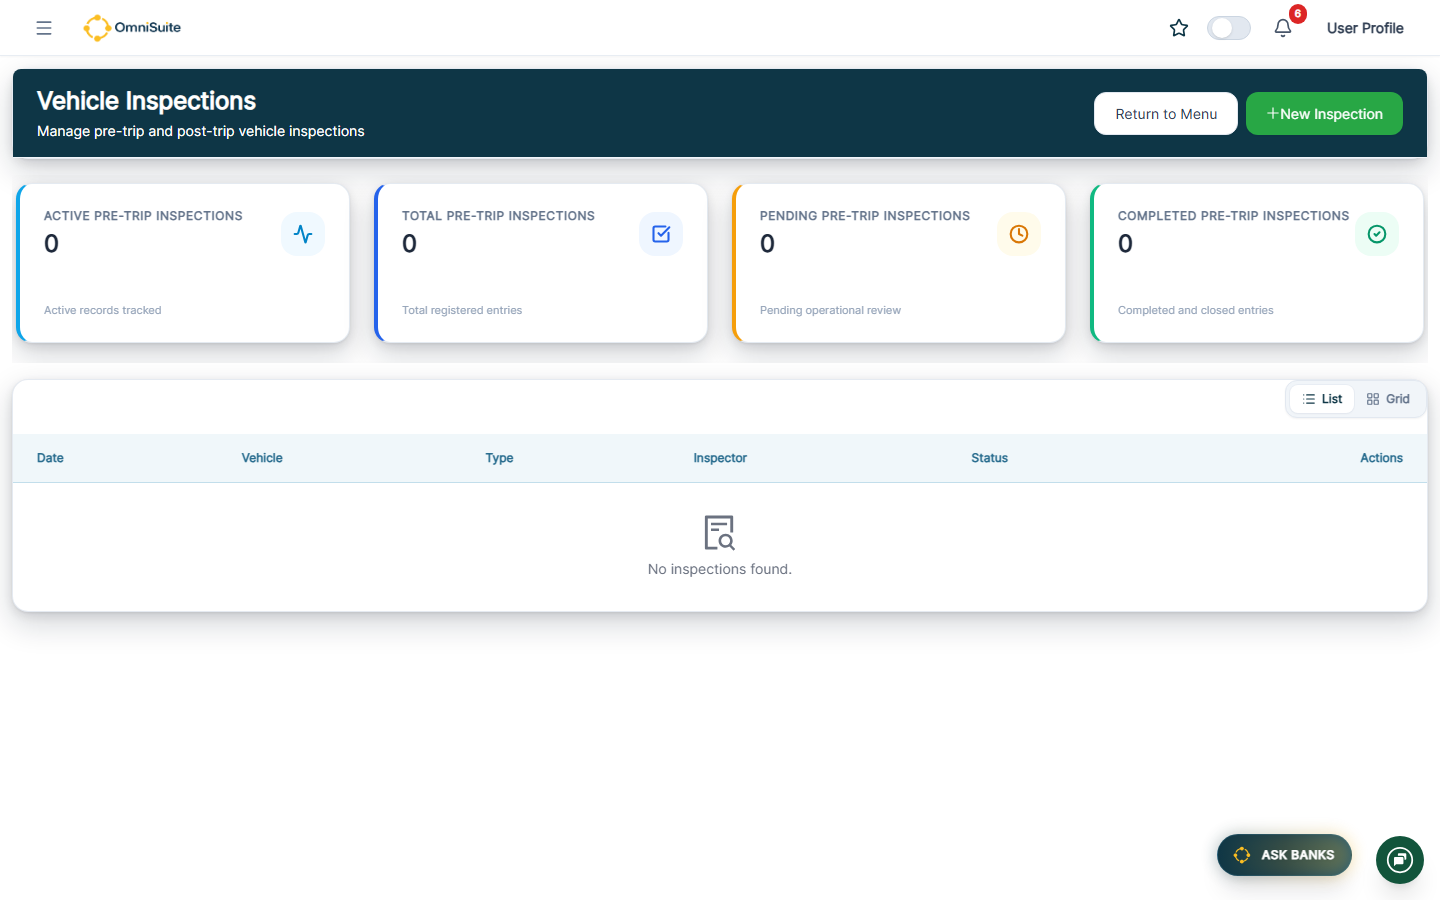 OmniSuite
6
User Profile
Vehicle Inspections
Manage pre-trip and post-trip vehicle inspections
Return to Menu
+New Inspection
ACTIVE PRE-TRIP INSPECTIONS
0
Active records tracked
TOTAL PRE-TRIP INSPECTIONS
0
Total registered entries
PENDING PRE-TRIP INSPECTIONS
0
Pending operational review
COMPLETED PRE-TRIP INSPECTIONS
0
Completed and closed entries
List
Grid
Date
Vehicle
Type
Inspector
Status
Actions
No inspections found.
ASK BANKS